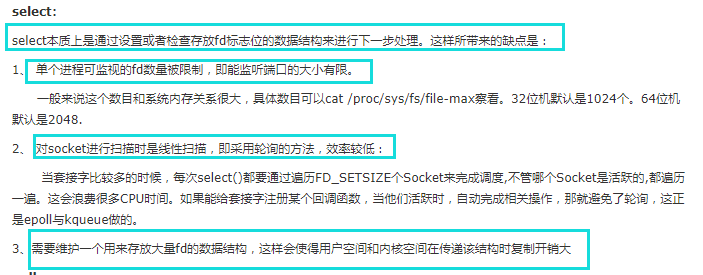 select:
select本质上是通过设置或者检查存放fd标志位的数据结构来进行下一步处理。这样所带来的缺点是：
1、 单个进程可监视的fd数量被限制，即能监听端口的大小有限。
一般来说这个数目和系统内存关系很大，具体数目可以cat /proc/sys/fs/file-max察看。32位机默认是1024个。64位机
默认是2048.
2、 对socket进行扫描时是线性扫描，即采用轮询的方法，效率较低：
当套接字比较多的时候，每次select()都要通过遍历FD_SETSIZE个Socket来完成调度,不管哪个Socket是活跃的,都遍历
一遍。这会浪费很多CPU时间。如果能给套接字注册某个回调函数，当他们活跃时，自动完成相关操作，那就避免了轮询，这正
是epoll与kqueue做的。
3、需要维护一个用来存放大量fd的数据结构，这样会使得用户空间和内核空间在传递该结构时复制开销大